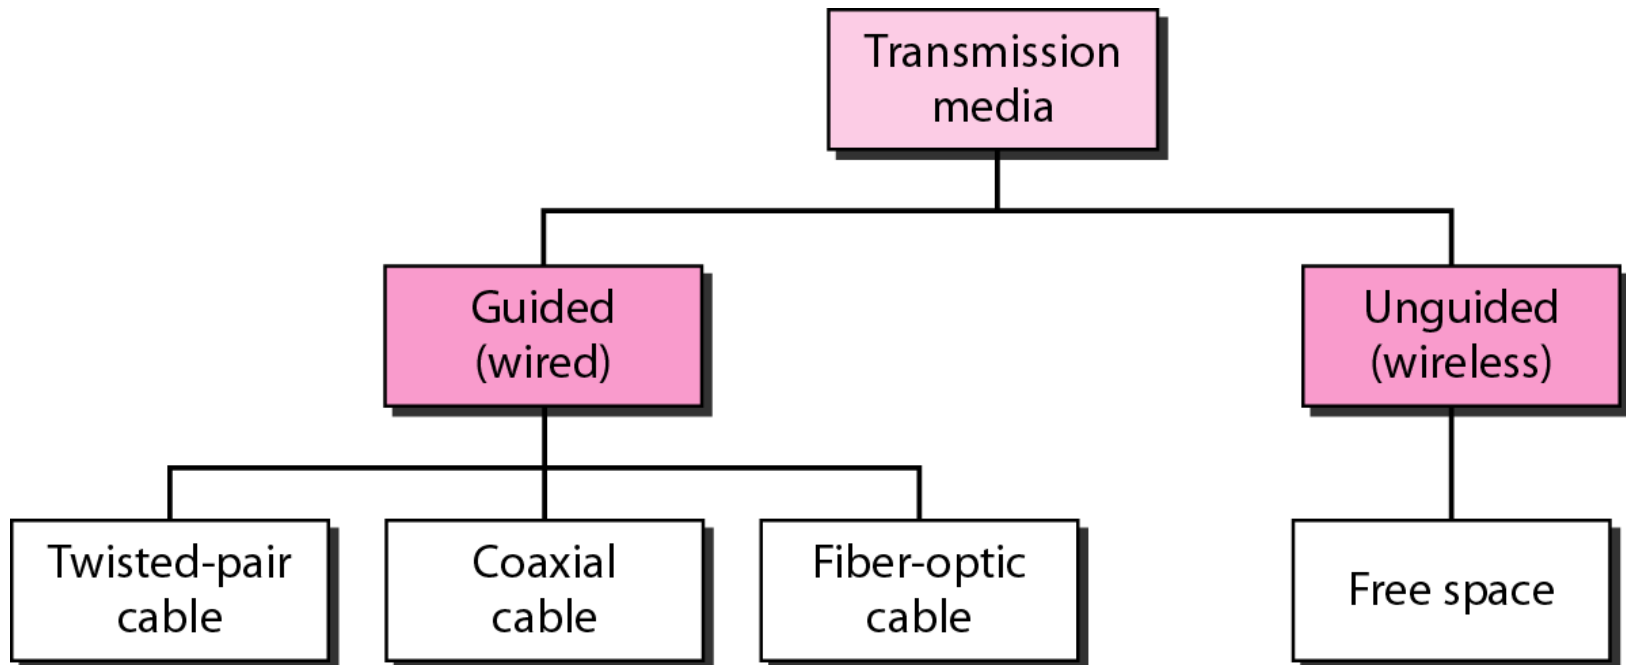 Transmission
media
Guided
(wired)
Unguided
(wireless)
Twisted-pair
cable
Coaxial
cable
Fiber-optic
cable
Free space